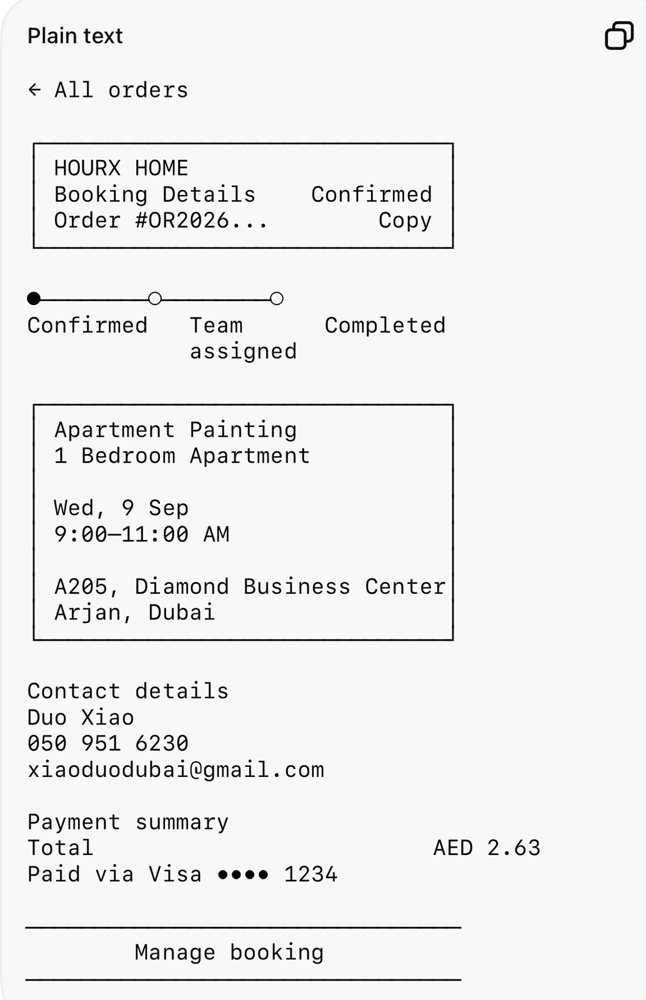 Plain text
← All orders
HOURX HOME
Booking Details Confirmed
Order #OR2026... Copy
Confirmed Team Completed
assigned
Apartment Painting
1 Bedroom Apartment
Wed, 9 Sep
9:00–11:00 AM
A205, Diamond Business Center
Arjan, Dubai
Contact details
Duo Xiao
050 951 6230
xiaoduodubai@gmail.com
Payment summary
Total AED 2.63
Paid via Visa •••• 1234
Manage booking